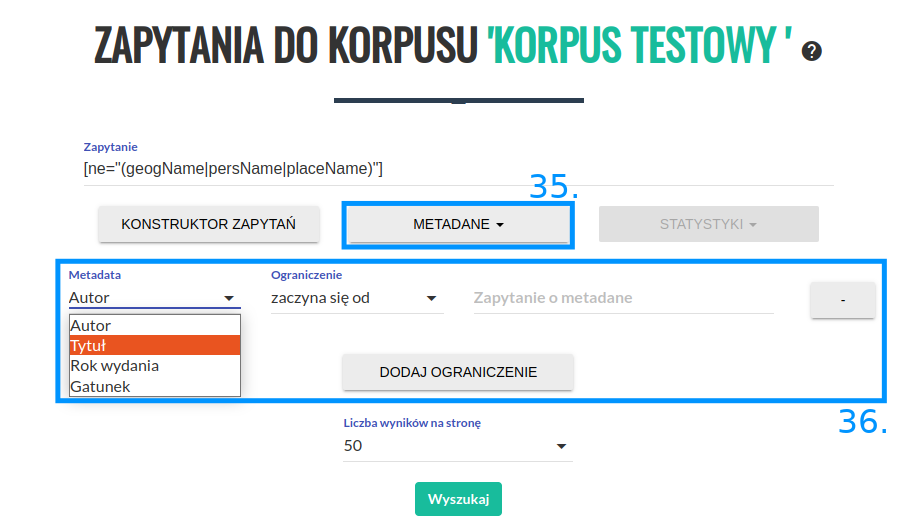 ZAPYTANIA DO KORPUSU 'KORPUS TESTOWY ' ?
Zapytanie
[ne="(geogName|persName|placeName)"]
35.
KONSTRUKTOR ZAPYTAŃ METADANE STATYSTYKI
Metadata Ograniczenie
Autor zaczyna się od Zapytanie o metadane -
Autor
Tytuł
Rok wydania
Gatunek
DODAJ OGRANICZENIE
36.
Liczba wyników na stronę
50
Wyszukaj